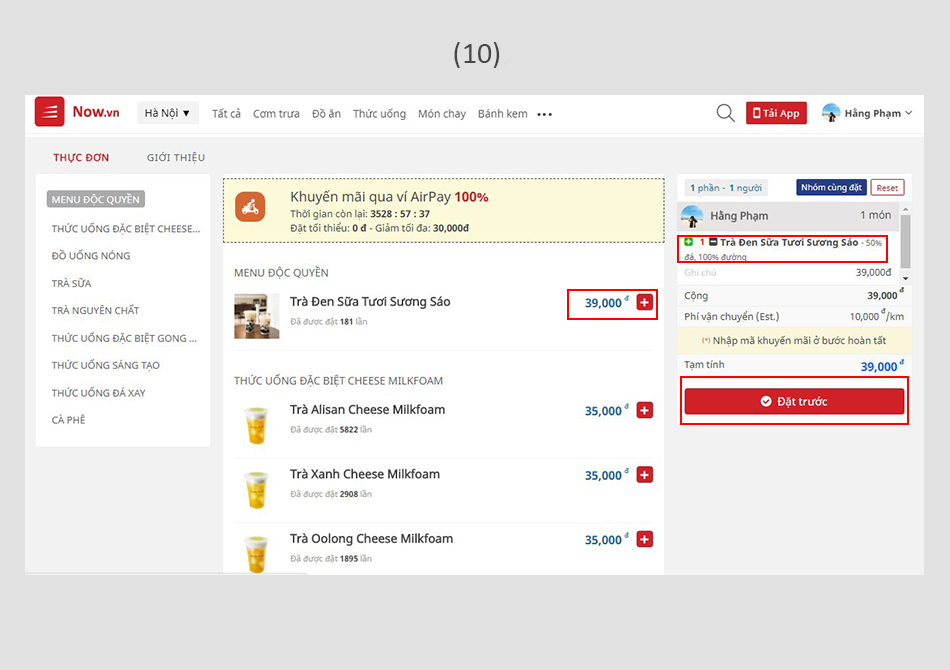 (10)
Now.vn
Hà Nội ▼
Tất cả
Cơm trưa
Đồ ăn
Thức uống
Món chay
Bánh kem
•••
Tải App
Hằng Phạm
THỰC ĐƠN
GIỚI THIỆU
MENU ĐỘC QUYỀN
THỨC UỐNG ĐẶC BIỆT CHEESE...
ĐỒ UỐNG NÓNG
TRÀ SỮA
TRÀ NGUYÊN CHẤT
THỨC UỐNG ĐẶC BIỆT GONG ...
THỨC UỐNG SÁNG TẠO
THỨC UỐNG ĐÁ XAY
CÀ PHÊ
Khuyến mãi qua ví AirPay 100%
Thời gian còn lại: 3528 : 57 : 37
Đặt tối thiểu: 0 đ - Giảm tối đa: 30,000đ
MENU ĐỘC QUYỀN
Trà Đen Sữa Tươi Sương Sáo
39,000 đ
Đã được đặt 181 lần
THỨC UỐNG ĐẶC BIỆT CHEESE MILKFOAM
Trà Alisan Cheese Milkfoam
35,000 đ
Đã được đặt 5822 lần
Trà Xanh Cheese Milkfoam
35,000 đ
Đã được đặt 2908 lần
Trà Oolong Cheese Milkfoam
35,000 đ
Đã được đặt 1895 lần
1 phần - 1 người
Nhóm cùng đặt
Reset
Hằng Phạm
1 món
1 Trà Đen Sữa Tươi Sương Sáo - 50%
đá, 100% đường
Ghi chú
39,000đ
Cộng
39,000 đ
Phí vận chuyển (Est.)
10,000 đ/km
(*) Nhập mã khuyến mãi ở bước hoàn tất
Tạm tính
39,000 đ
Đặt trước